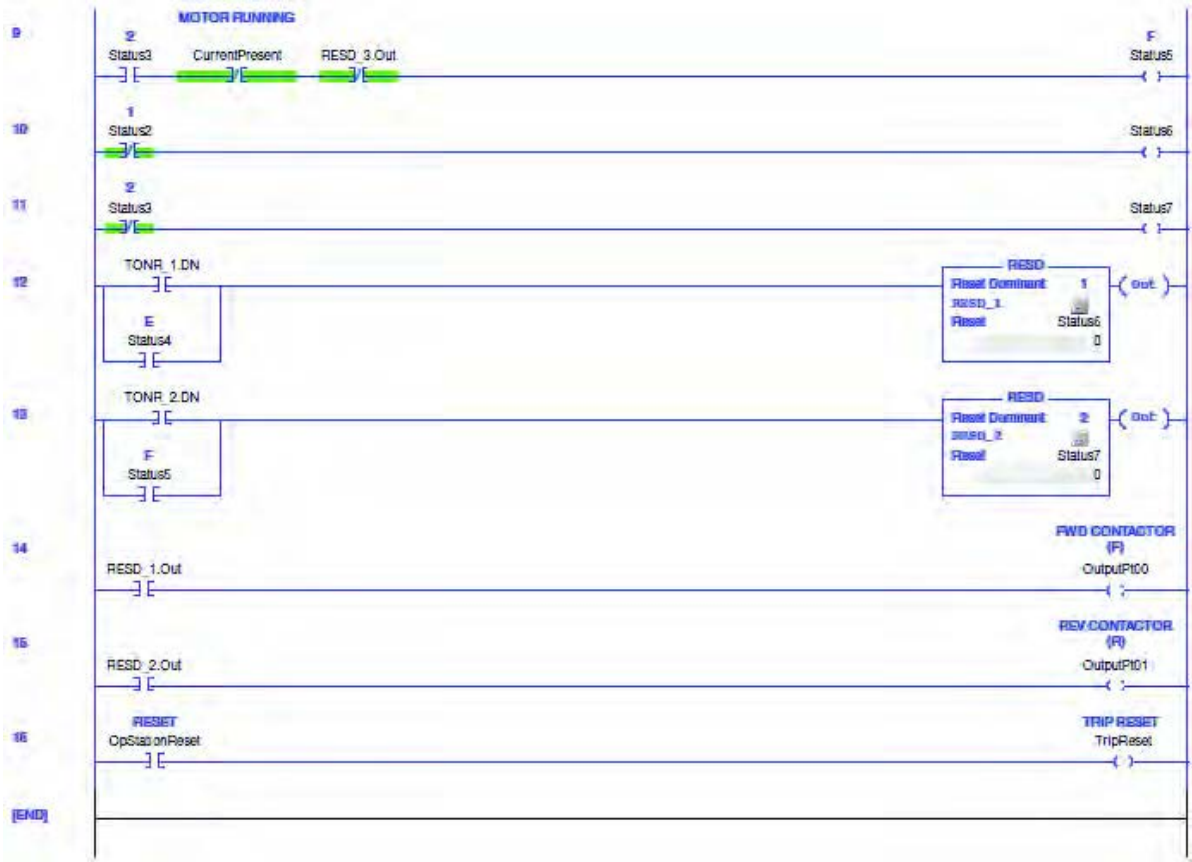 MOTOR RUNNING
9
2
F
Status3 CurrentPresent RESD_3.Out Status5
1
10 Status2 Status6
2
11 Status3 Status7
TONR_1.DN RESD
12 Reset Dominant 1 Out
RESD_1
Reset Status6
E
Status4 0
TONR_2.DN RESD
13 Reset Dominant 2 Out
RESD_2
Reset Status7
F
Status5 0
FWD CONTACTOR
14 (F)
RESD_1.Out OutputPt00
REV CONTACTOR
15 (R)
RESD_2.Out OutputPt01
RESET TRIP RESET
16 OpStationReset TripReset
[END]